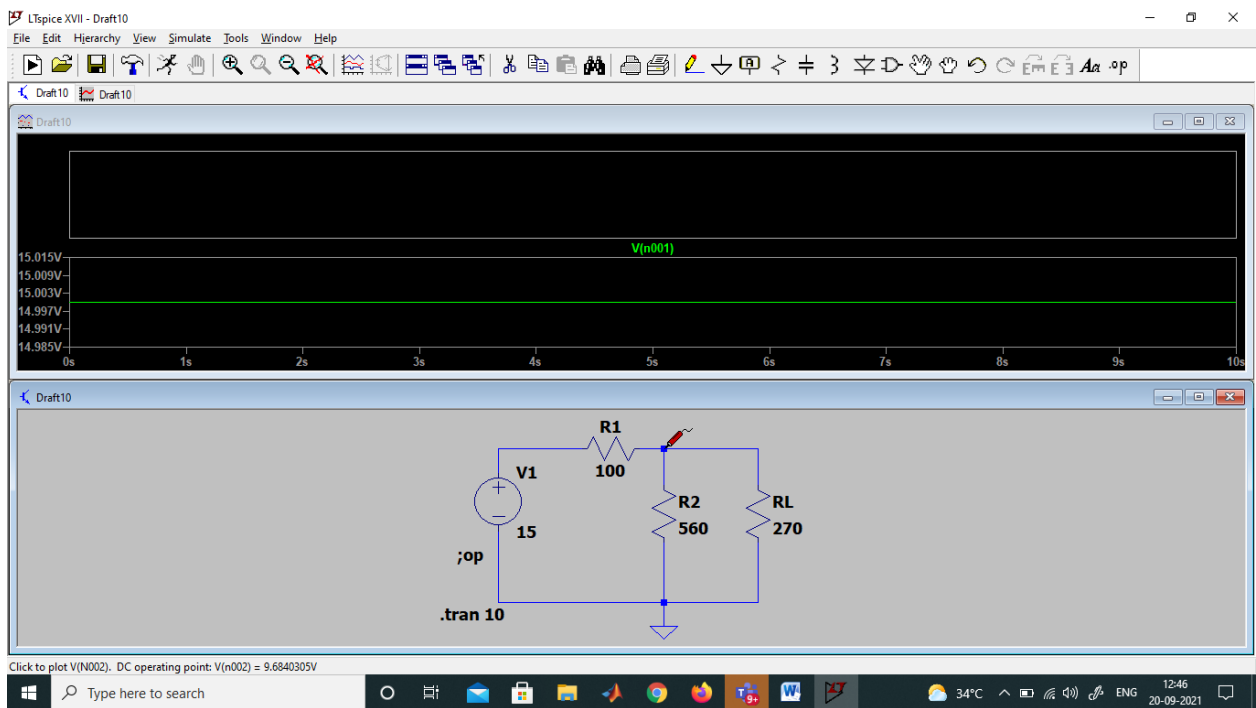 LTspice XVII - Draft10
File Edit Hierarchy View Simulate Tools Window Help
Aa .op
Draft10 Draft10
Draft10
V(n001)
15.015V
15.009V
15.003V
14.997V
14.991V
14.985V
0s 1s 2s 3s 4s 5s 6s 7s 8s 9s 10s
Draft10
R1
100
V1
15
R2
560
RL
270
;op
.tran 10
Click to plot V(N002). DC operating point: V(n002) = 9.6840305V
Type here to search
9+
34°C ENG
12:46
20-09-2021